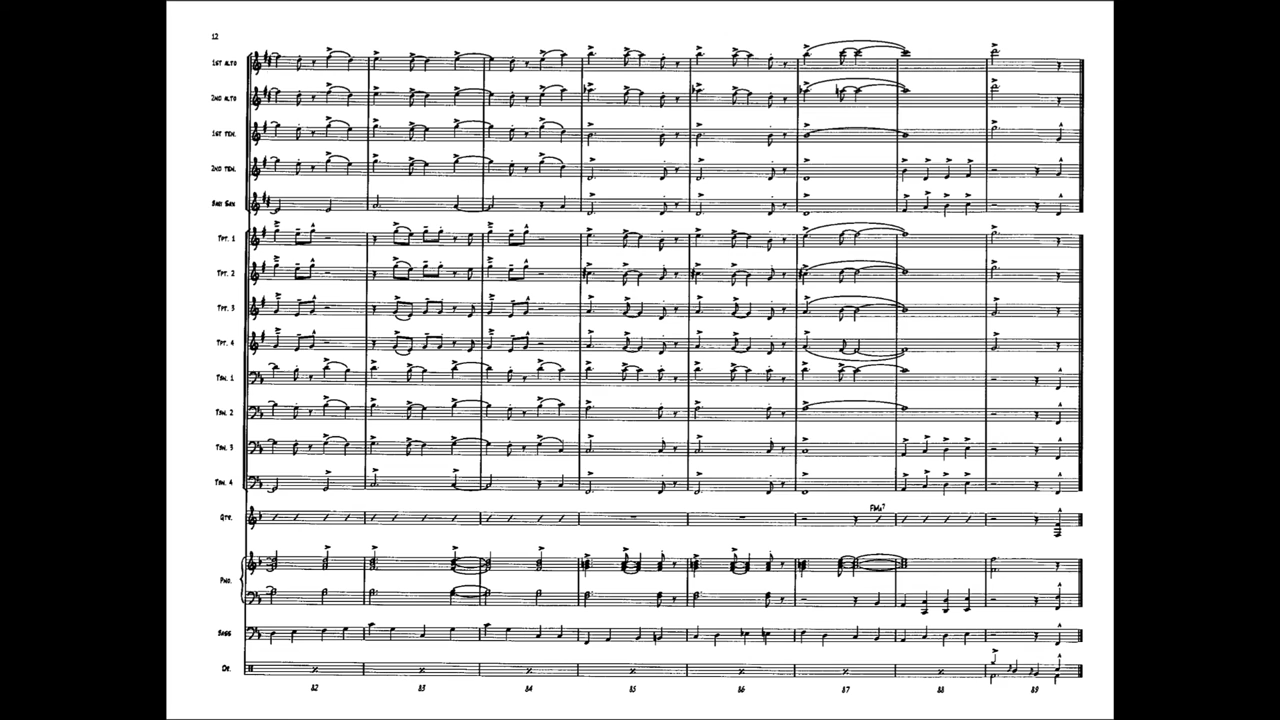 12
1ST ALTO
2ND ALTO
1ST TEN.
2ND TEN.
BARI SAX
TPT. 1
TPT. 2
TPT. 3
TPT. 4
TBN. 1
TBN. 2
TBN. 3
TBN. 4
GTR.
FMA7
PNO.
BASS
DR.
82 83 84 85 86 87 88 89